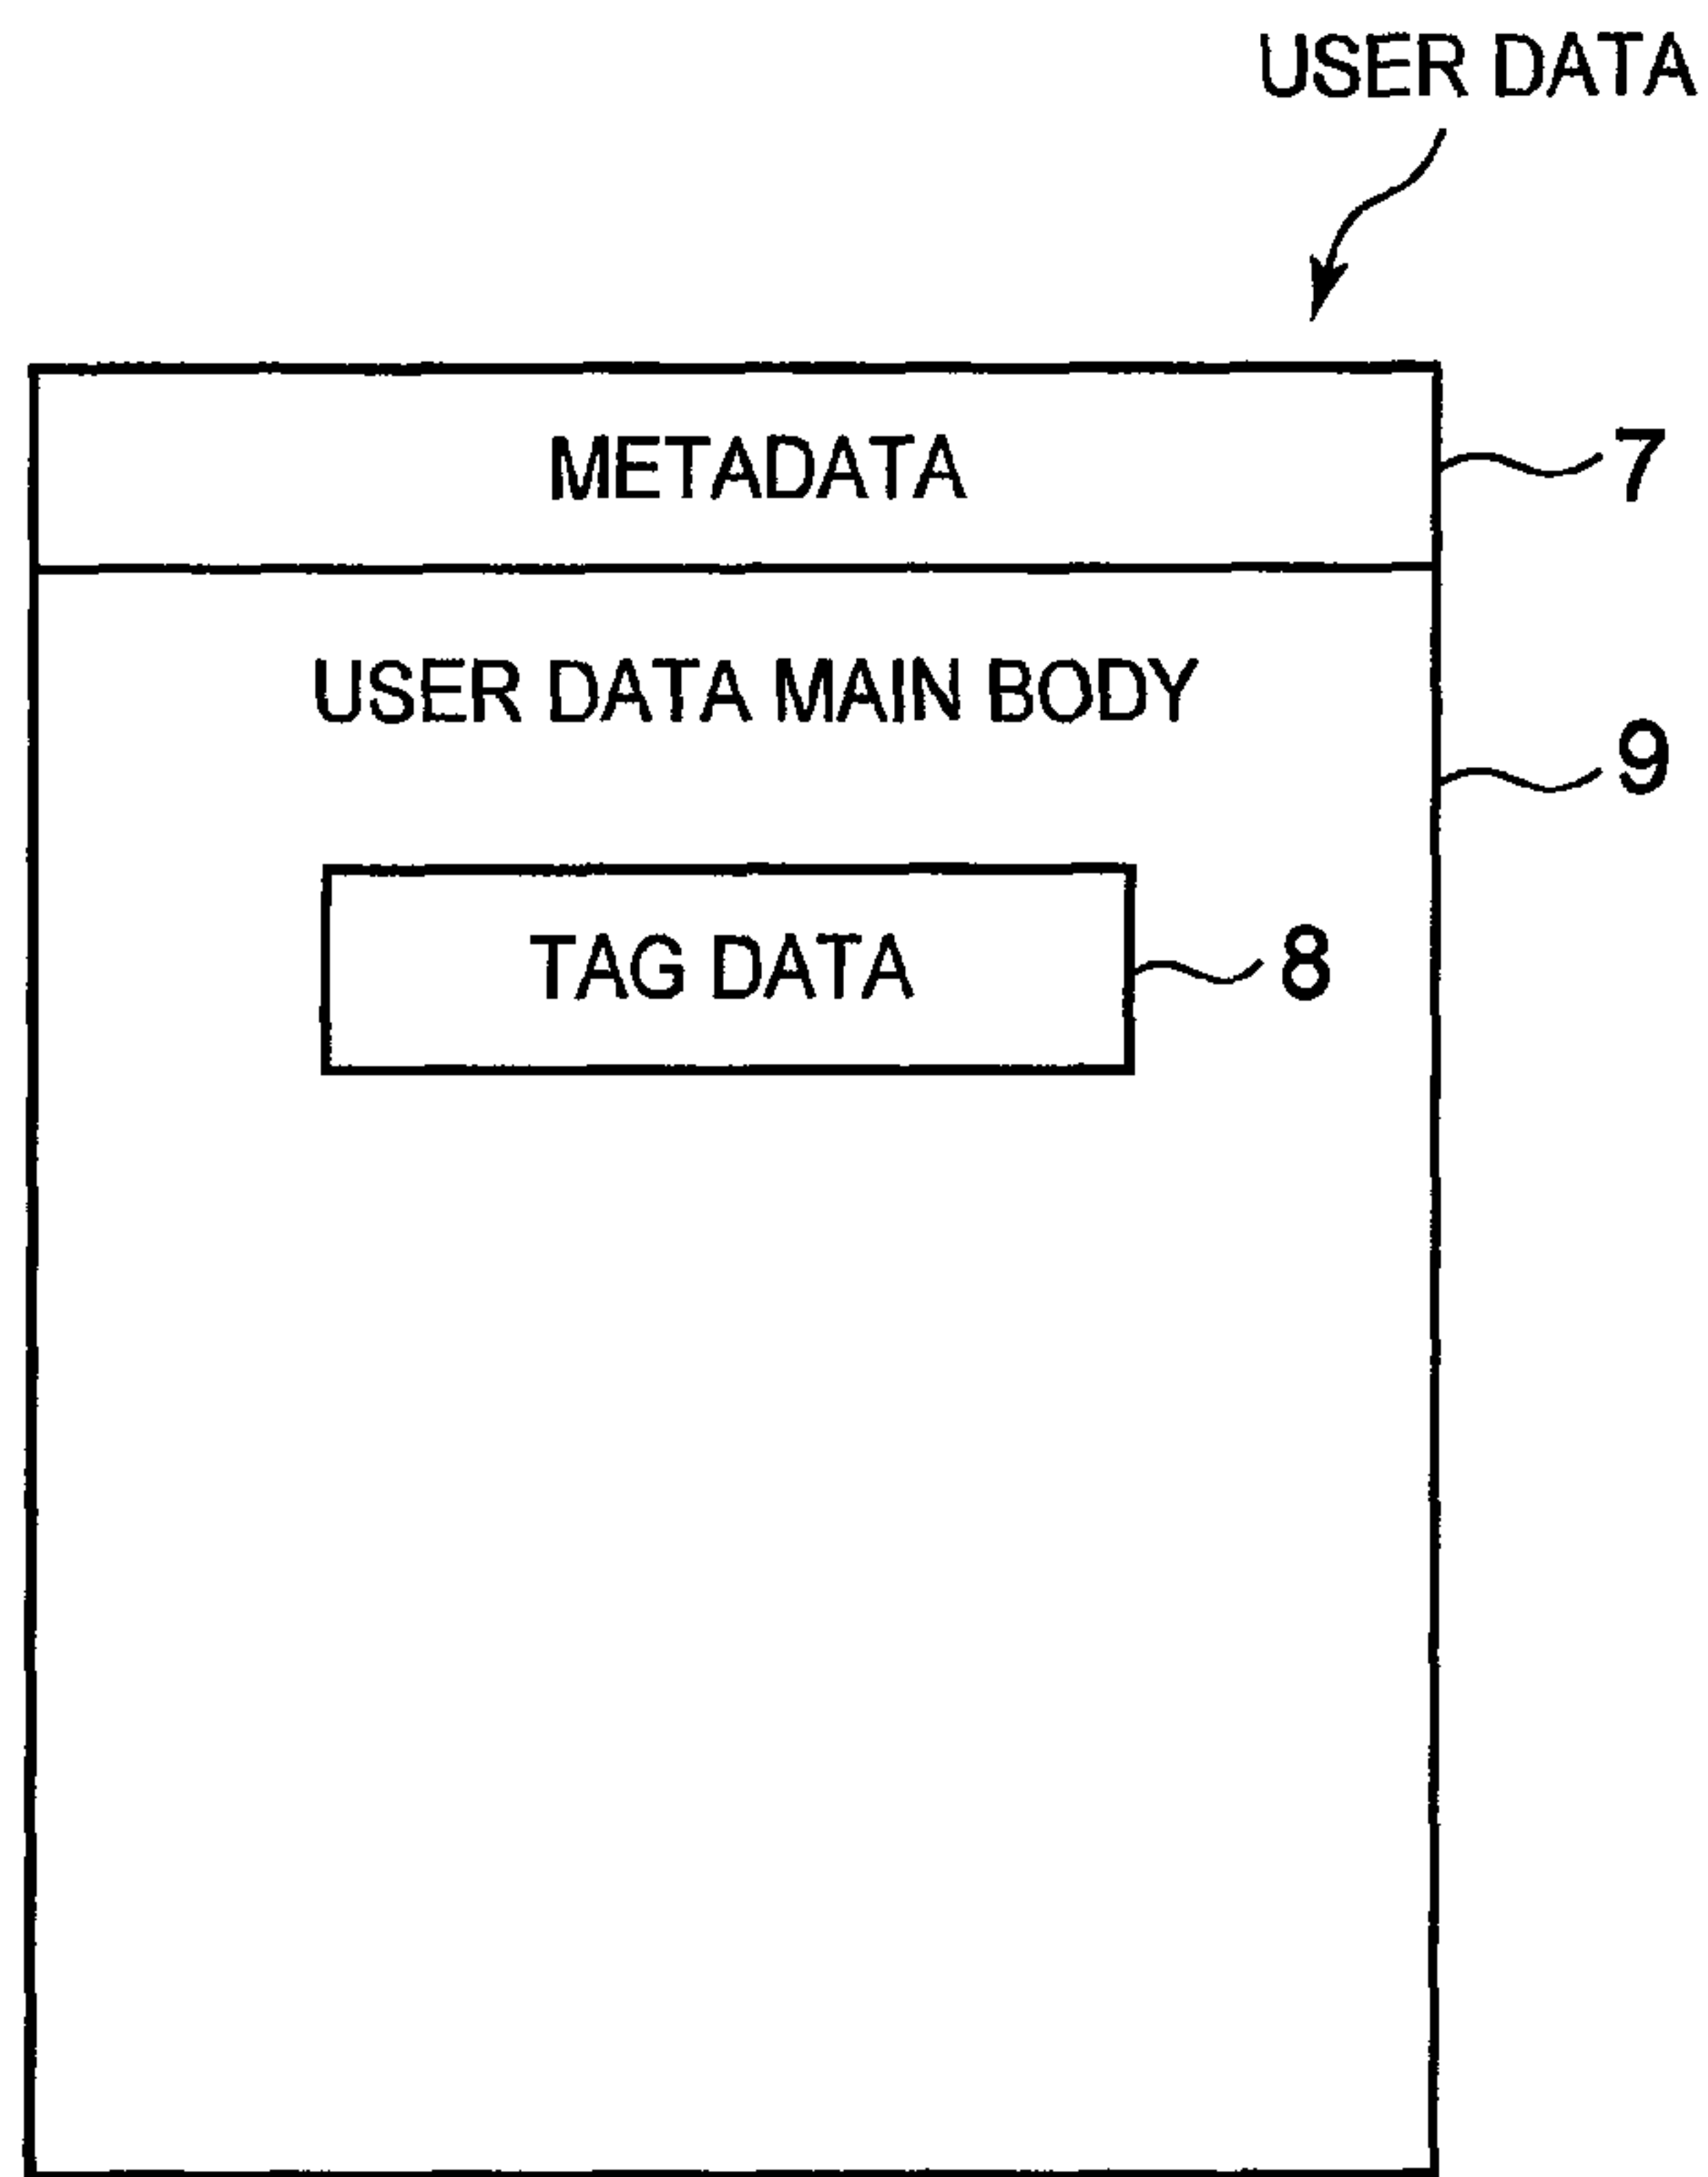 USER DATA
METADATA
7
USER DATA MAIN BODY
9
TAG DATA
8